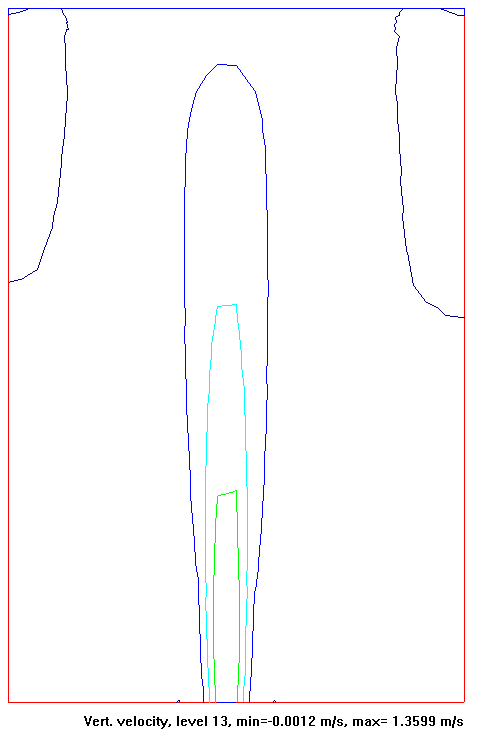 Vert. velocity, level 13, min=-0.0012 m/s, max= 1.3599 m/s